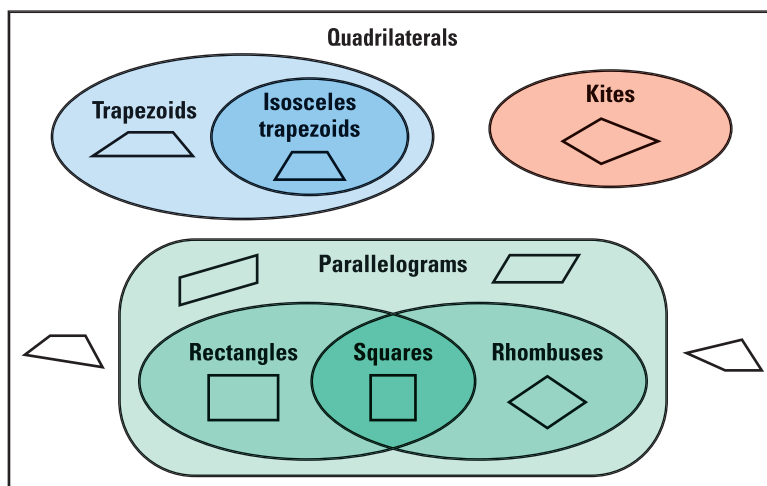 Quadrilaterals
Trapezoids
Isosceles
trapezoids
Kites
Parallelograms
Rectangles
Squares
Rhombuses